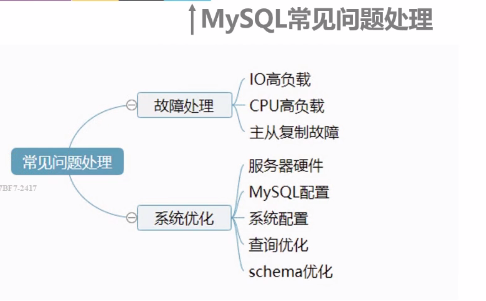 MySQL常见问题处理
常见问题处理
故障处理
IO高负载
CPU高负载
主从复制故障
系统优化
服务器硬件
MySQL配置
系统配置
查询优化
schema优化
7BF7-2417